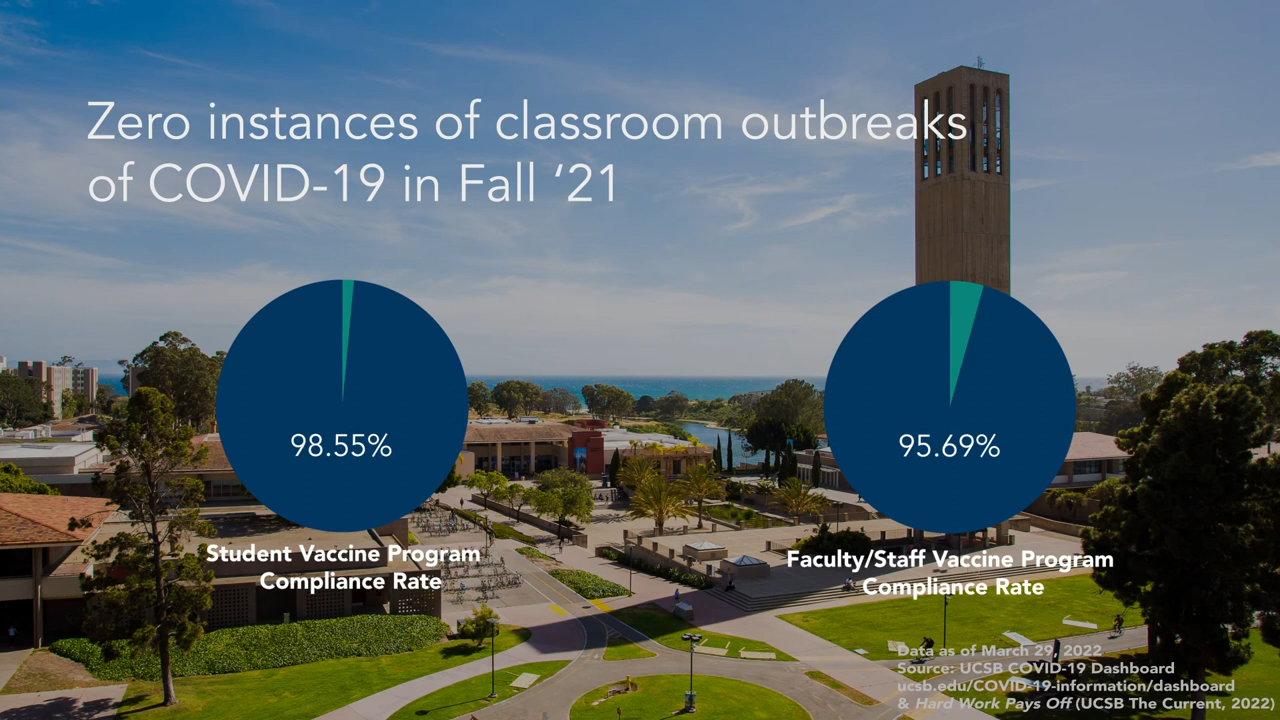 Zero instances of classroom outbreaks
of COVID-19 in Fall ‘21
98.55%
Student Vaccine Program
Compliance Rate
95.69%
Faculty/Staff Vaccine Program
Compliance Rate
Data as of March 29, 2022
Source: UCSB COVID-19 Dashboard
ucsb.edu/COVID-19-information/dashboard
& Hard Work Pays Off (UCSB The Current, 2022)